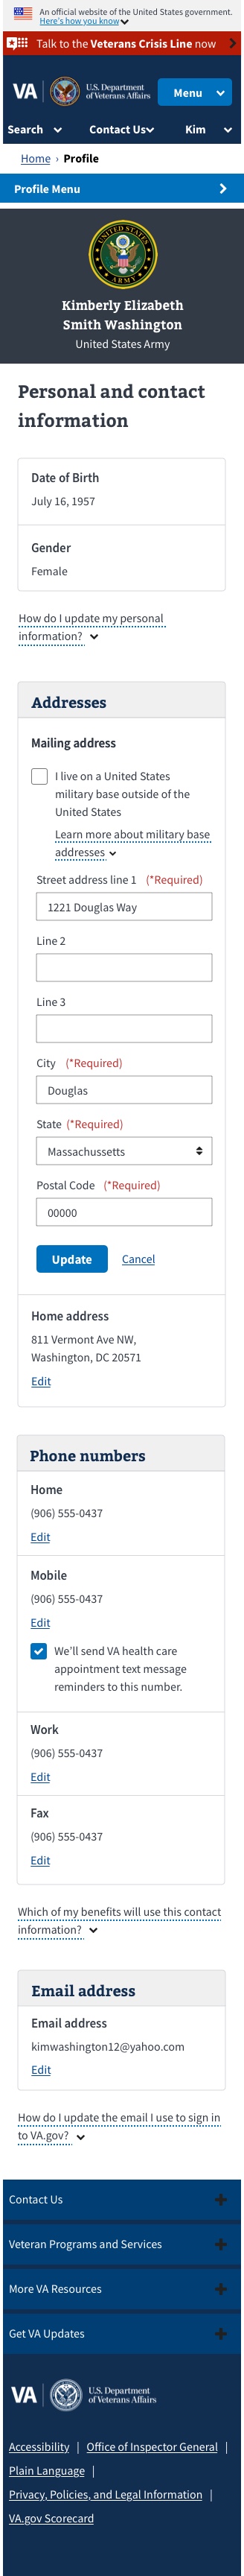 An official website of the United States government.
Here's how you know
Talk to the Veterans Crisis Line now
VA
U.S. Department
of Veterans Affairs
Menu
Search
Contact Us
Kim
Home › Profile
Profile Menu
UNITED STATES
ARMY
Kimberly Elizabeth
Smith Washington
United States Army
Personal and contact
information
Date of Birth
July 16, 1957
Gender
Female
How do I update my personal
information?
Addresses
Mailing address
I live on a United States
military base outside of the
United States
Learn more about military base
addresses
Street address line 1 (*Required)
1221 Douglas Way
Line 2
Line 3
City (*Required)
Douglas
State (*Required)
Massachussetts
Postal Code (*Required)
00000
Update
Cancel
Home address
811 Vermont Ave NW,
Washington, DC 20571
Edit
Phone numbers
Home
(906) 555-0437
Edit
Mobile
(906) 555-0437
Edit
We'll send VA health care
appointment text message
reminders to this number.
Work
(906) 555-0437
Edit
Fax
(906) 555-0437
Edit
Which of my benefits will use this contact
information?
Email address
Email address
kimwashington12@yahoo.com
Edit
How do I update the email I use to sign in
to VA.gov?
Contact Us
Veteran Programs and Services
More VA Resources
Get VA Updates
VA
U.S. Department
of Veterans Affairs
Accessibility | Office of Inspector General |
Plain Language |
Privacy, Policies, and Legal Information |
VA.gov Scorecard